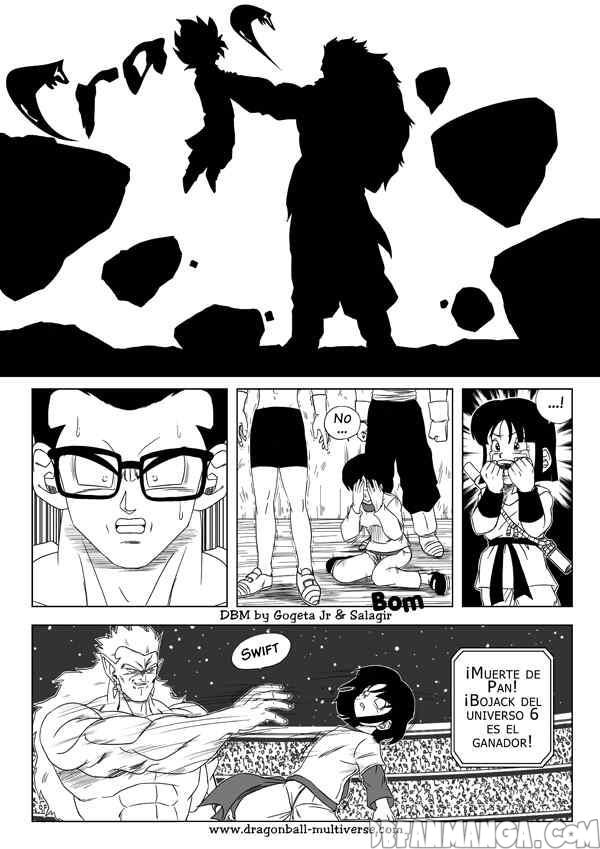 Crac
NO
...
...!
BOM
DBM by Gogeta Jr & Salagir
SWIFT
¡MUERTE DE
PAN!
¡BOJACK DEL
UNIVERSO 6
ES EL
GANADOR!
www.dragonball-multiverse.com
DBFANMANGA.COM